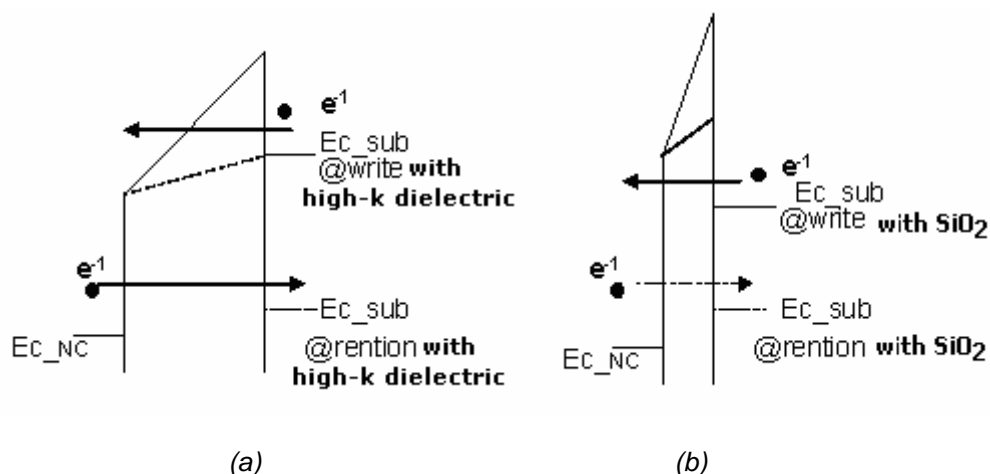 e-1
Ec_sub
@write with
high-k dielectric
e-1
Ec_NC
Ec_sub
@rention with
high-k dielectric
(a)
e-1
Ec_sub
@write with SiO2
e-1
Ec_sub
@rention with SiO2
Ec_NC
(b)